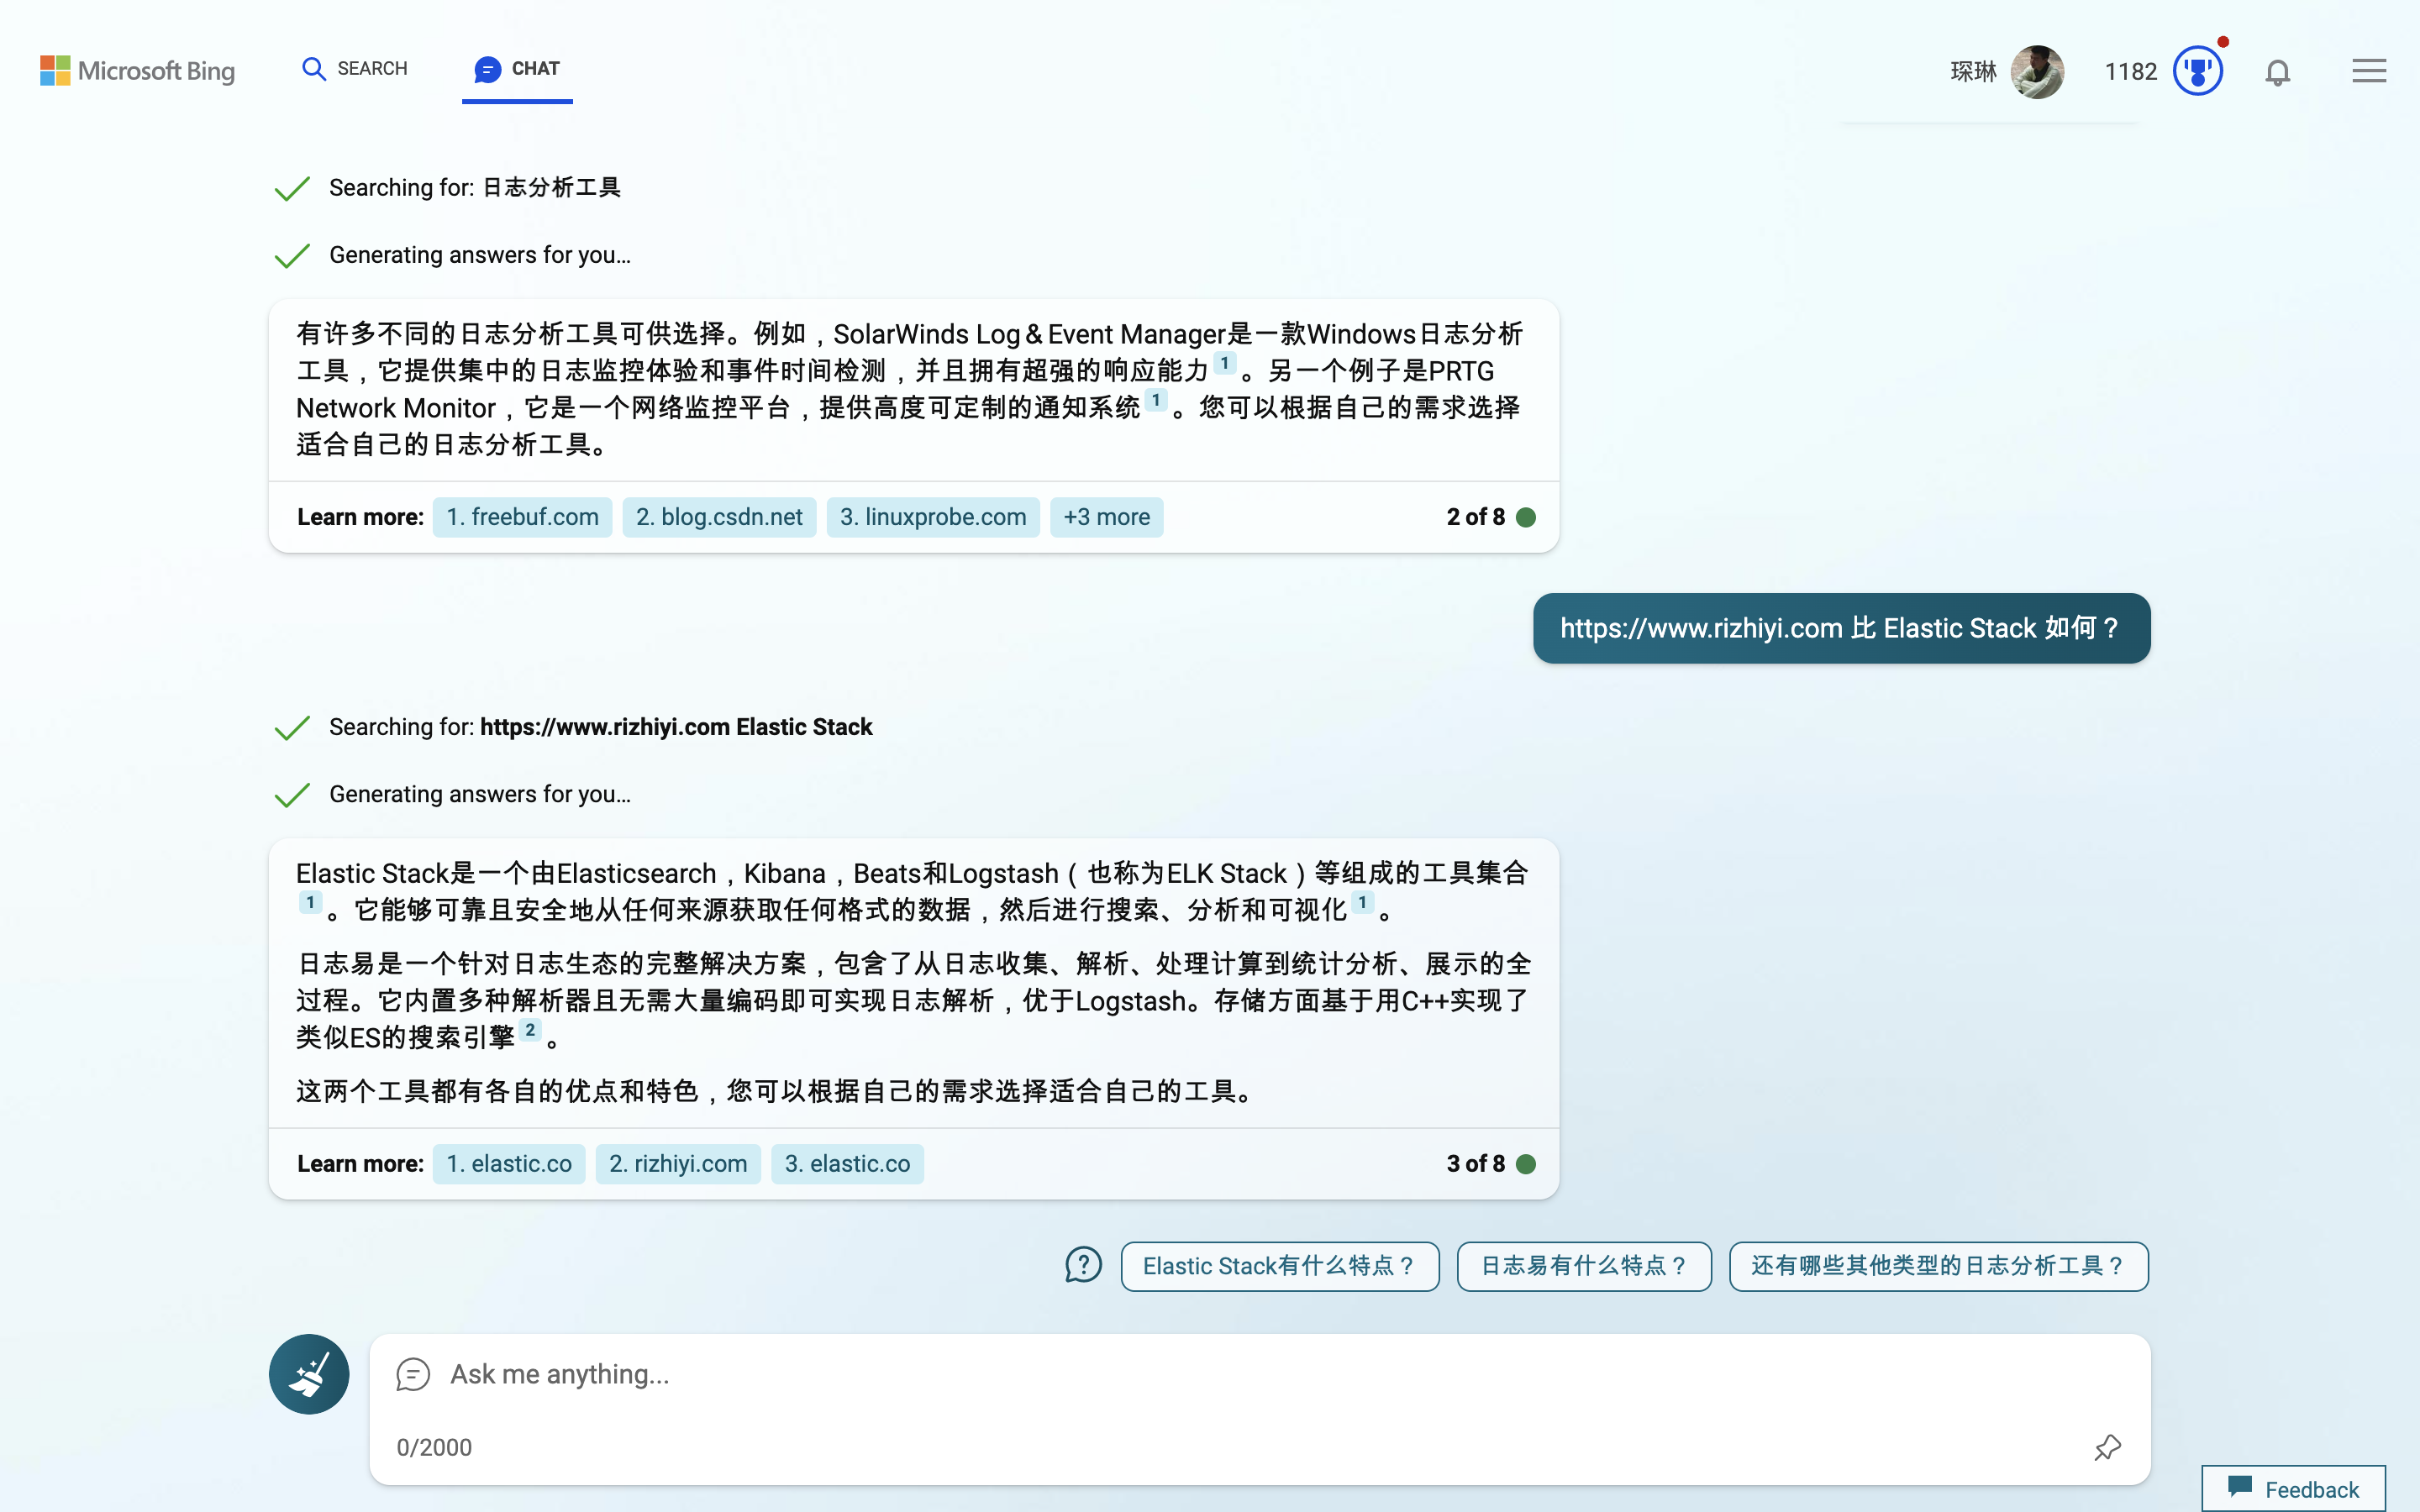 Microsoft Bing
SEARCH
CHAT
琛琳
1182
Searching for: 日志分析工具
Generating answers for you...
有许多不同的日志分析工具可供选择。例如，SolarWinds Log & Event Manager是一款Windows日志分析
工具，它提供集中的日志监控体验和事件时间检测，并且拥有超强的响应能力 1 。另一个例子是PRTG
Network Monitor，它是一个网络监控平台，提供高度可定制的通知系统 1 。您可以根据自己的需求选择
适合自己的日志分析工具。
Learn more: 1. freebuf.com 2. blog.csdn.net 3. linuxprobe.com +3 more 2 of 8
https://www.rizhiyi.com 比 Elastic Stack 如何？
Searching for: https://www.rizhiyi.com Elastic Stack
Generating answers for you...
Elastic Stack是一个由Elasticsearch，Kibana，Beats和Logstash（也称为ELK Stack）等组成的工具集合
1 。它能够可靠且安全地从任何来源获取任何格式的数据，然后进行搜索、分析和可视化 1 。
日志易是一个针对日志生态的完整解决方案，包含了从日志收集、解析、处理计算到统计分析、展示的全
过程。它内置多种解析器且无需大量编码即可实现日志解析，优于Logstash。存储方面基于用C++实现了
类似ES的搜索引擎 2 。
这两个工具都有各自的优点和特色，您可以根据自己的需求选择适合自己的工具。
Learn more: 1. elastic.co 2. rizhiyi.com 3. elastic.co 3 of 8
Elastic Stack有什么特点？
日志易有什么特点？
还有哪些其他类型的日志分析工具？
Ask me anything...
0/2000
Feedback